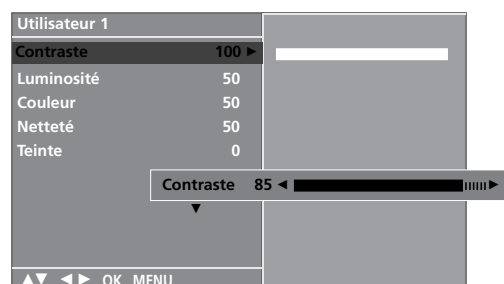 Utilisateur 1
Contraste 100 ►
Luminosité 50
Couleur 50
Netteté 50
Teinte 0
Contraste 85 ◄ ►
▼
▲▼ ◄► OK MENU